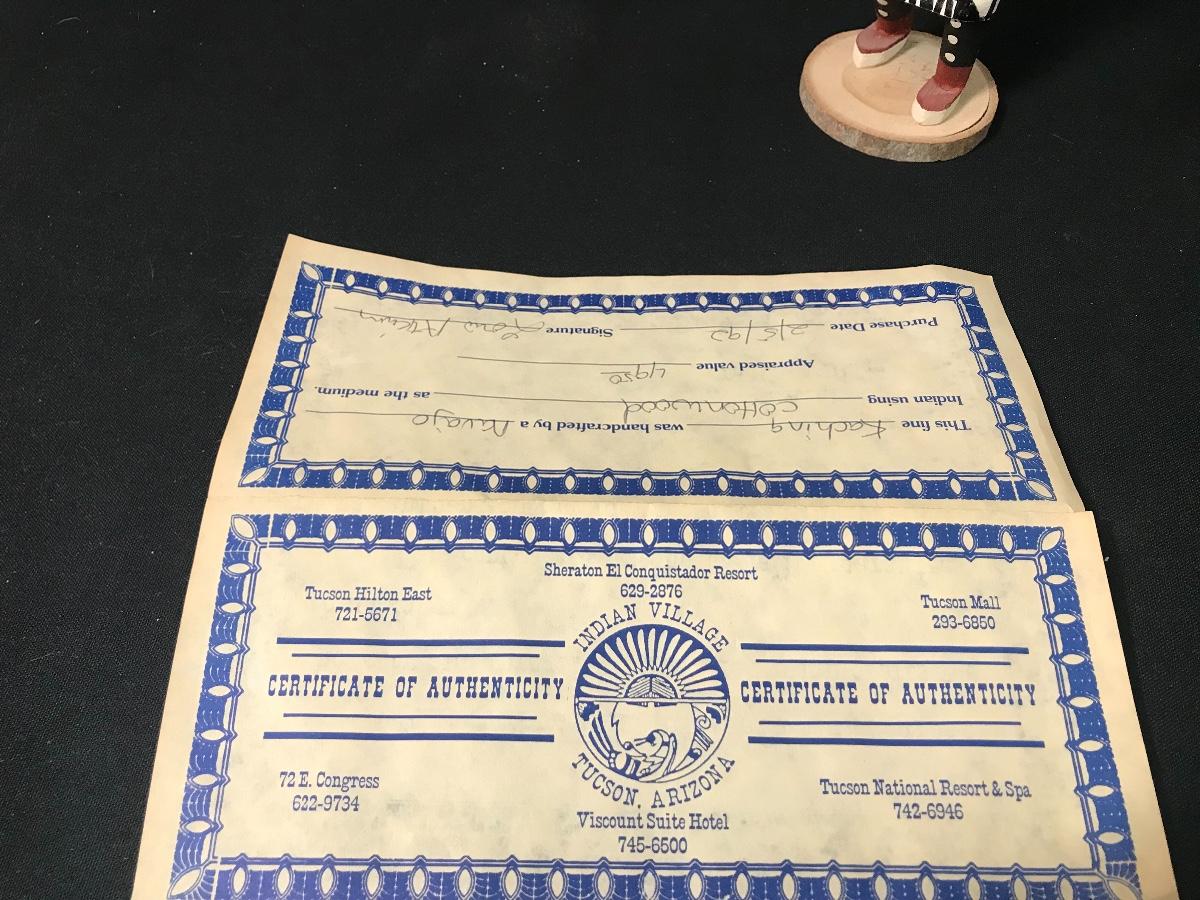 This fine Kachina was handcrafted by a Navajo
Indian using cottonwood as the medium.
Appraised value 49.50
Purchase Date 2/5/92 Signature
Sheraton El Conquistador Resort
629-2876
Tucson Hilton East
721-5671
Tucson Mall
293-6850
INDIAN VILLAGE
CERTIFICATE OF AUTHENTICITY
CERTIFICATE OF AUTHENTICITY
TUCSON, ARIZONA
72 E. Congress
622-9734
Tucson National Resort & Spa
742-6946
Viscount Suite Hotel
745-6500